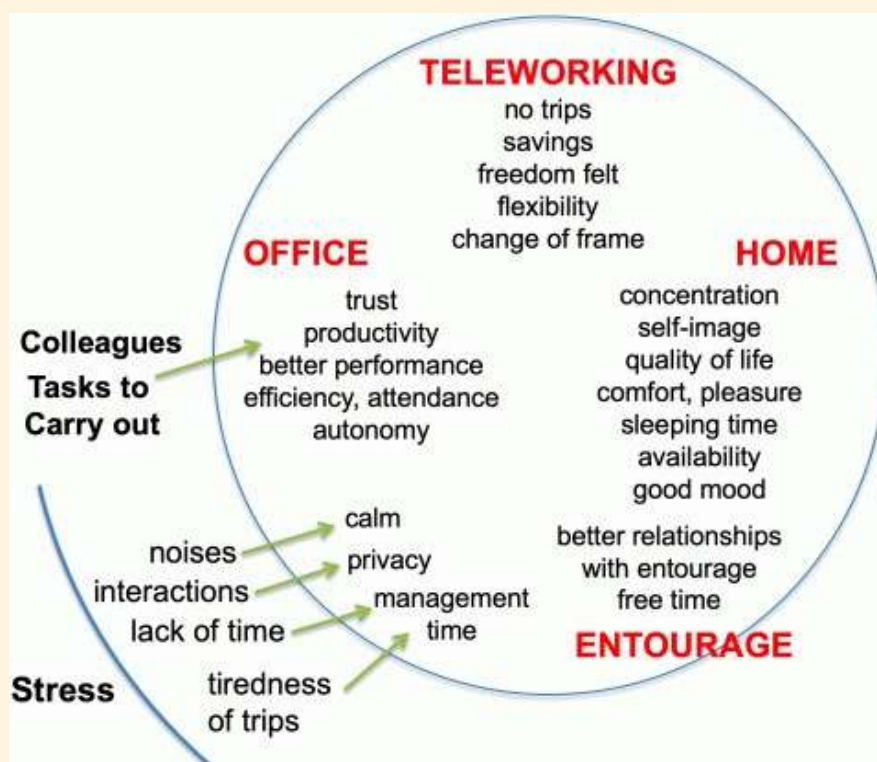 TELEWORKING
no trips
savings
freedom felt
flexibility
change of frame
OFFICE
trust
productivity
better performance
efficiency, attendance
autonomy
Colleagues
Tasks to
Carry out
HOME
concentration
self-image
quality of life
comfort, pleasure
sleeping time
availability
good mood
calm
privacy
management
time
noises
interactions
lack of time
tiredness
of trips
Stress
better relationships
with entourage
free time
ENTOURAGE